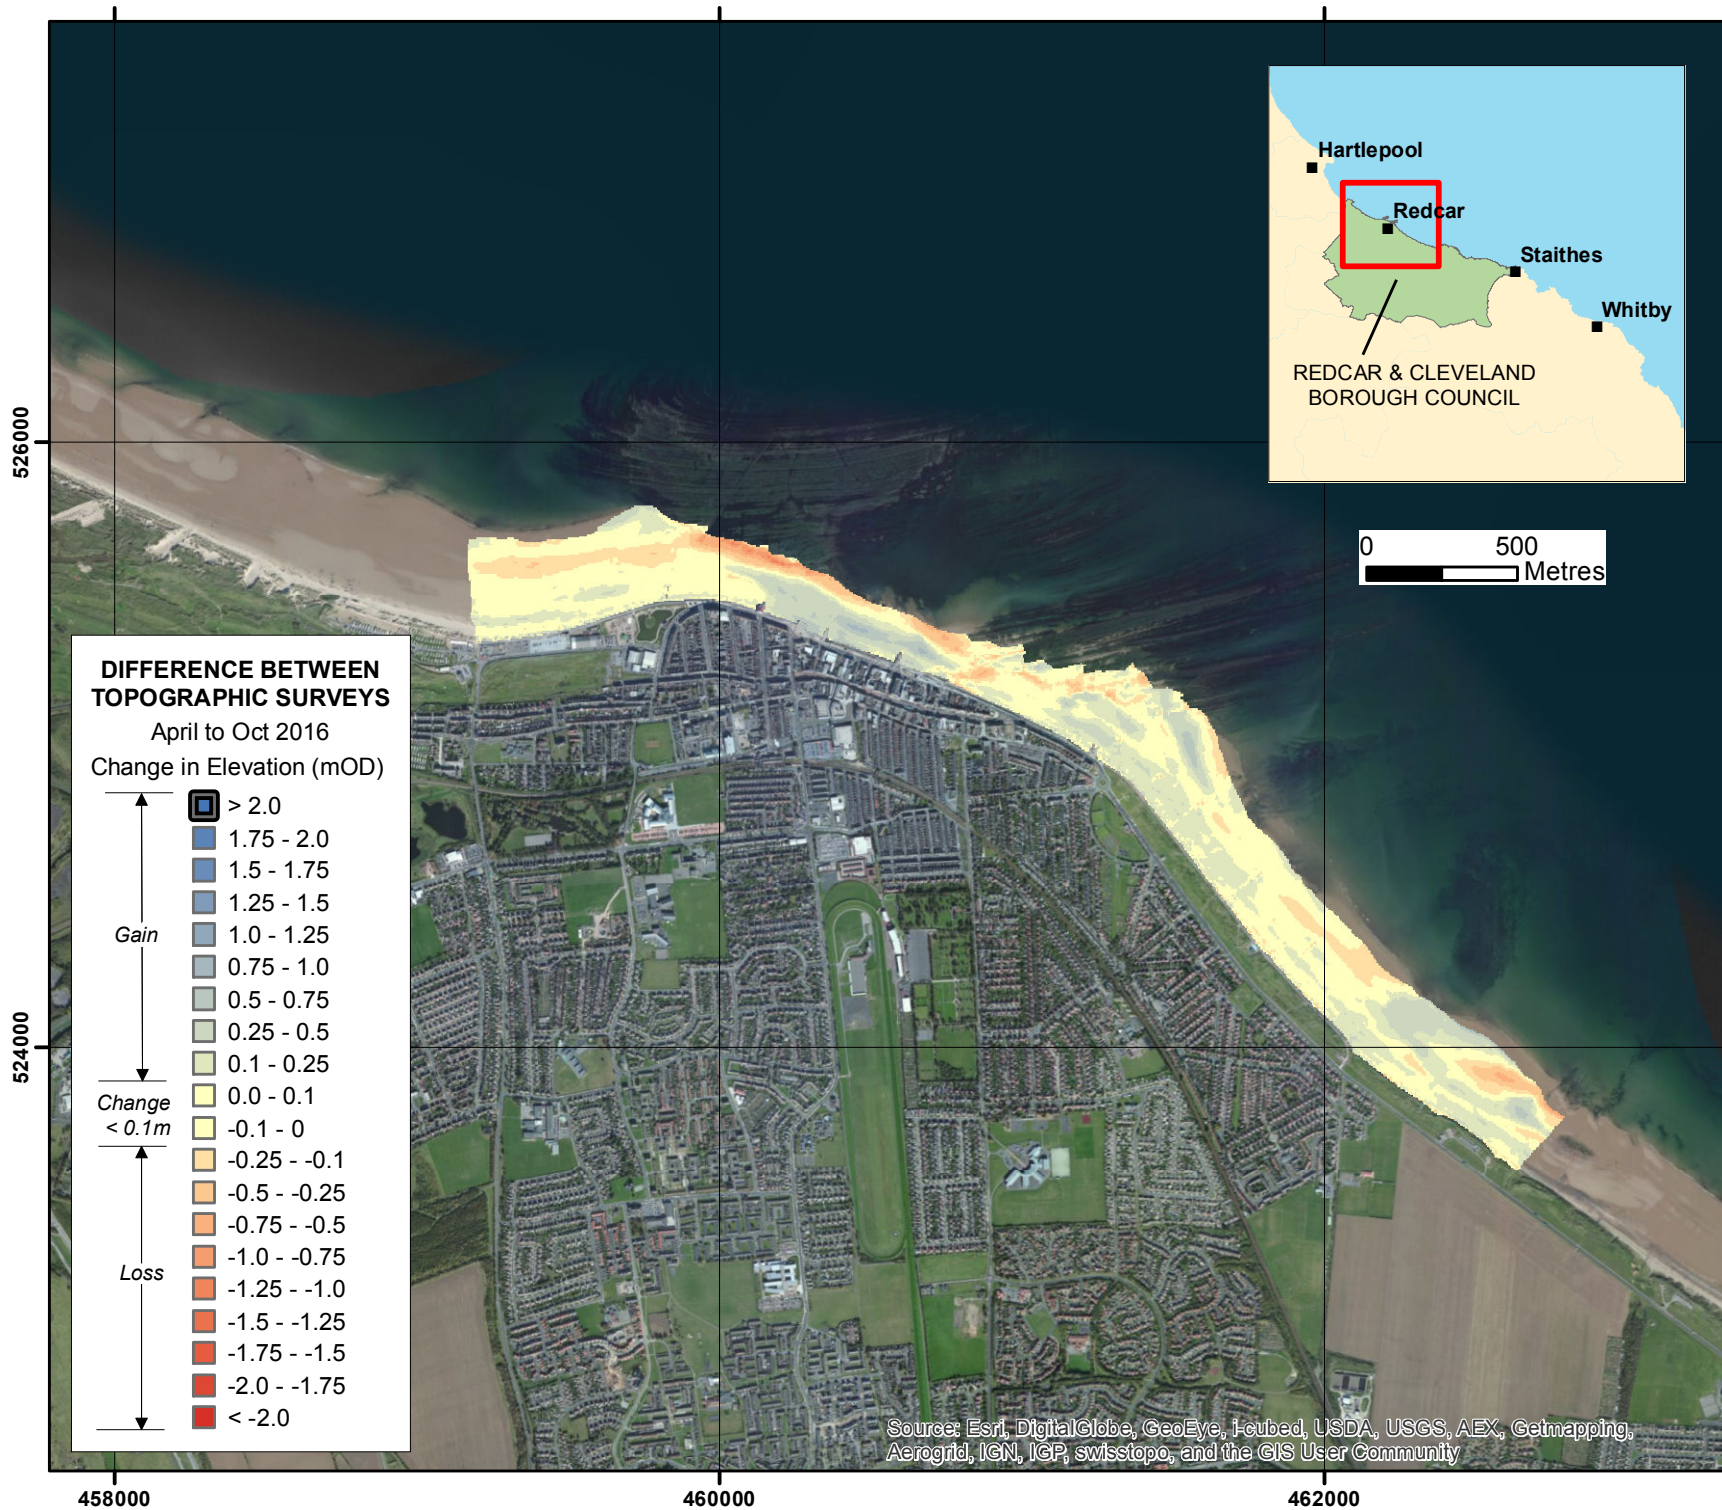 Hartlepool
Redcar
Staithes
Whitby
REDCAR & CLEVELAND
BOROUGH COUNCIL
0 500
Metres
526000
524000
DIFFERENCE BETWEEN
TOPOGRAPHIC SURVEYS
April to Oct 2016
Change in Elevation (mOD)
> 2.0
1.75 - 2.0
1.5 - 1.75
1.25 - 1.5
Gain
1.0 - 1.25
0.75 - 1.0
0.5 - 0.75
0.25 - 0.5
0.1 - 0.25
Change
< 0.1m
0.0 - 0.1
-0.1 - 0
-0.25 - -0.1
-0.5 - -0.25
-0.75 - -0.5
-1.0 - -0.75
Loss
-1.25 - -1.0
-1.5 - -1.25
-1.75 - -1.5
-2.0 - -1.75
< -2.0
Source: Esri, DigitalGlobe, GeoEye, i-cubed, USDA, USGS, AEX, Getmapping,
Aerogrid, IGN, IGP, swisstopo, and the GIS User Community
458000 460000 462000